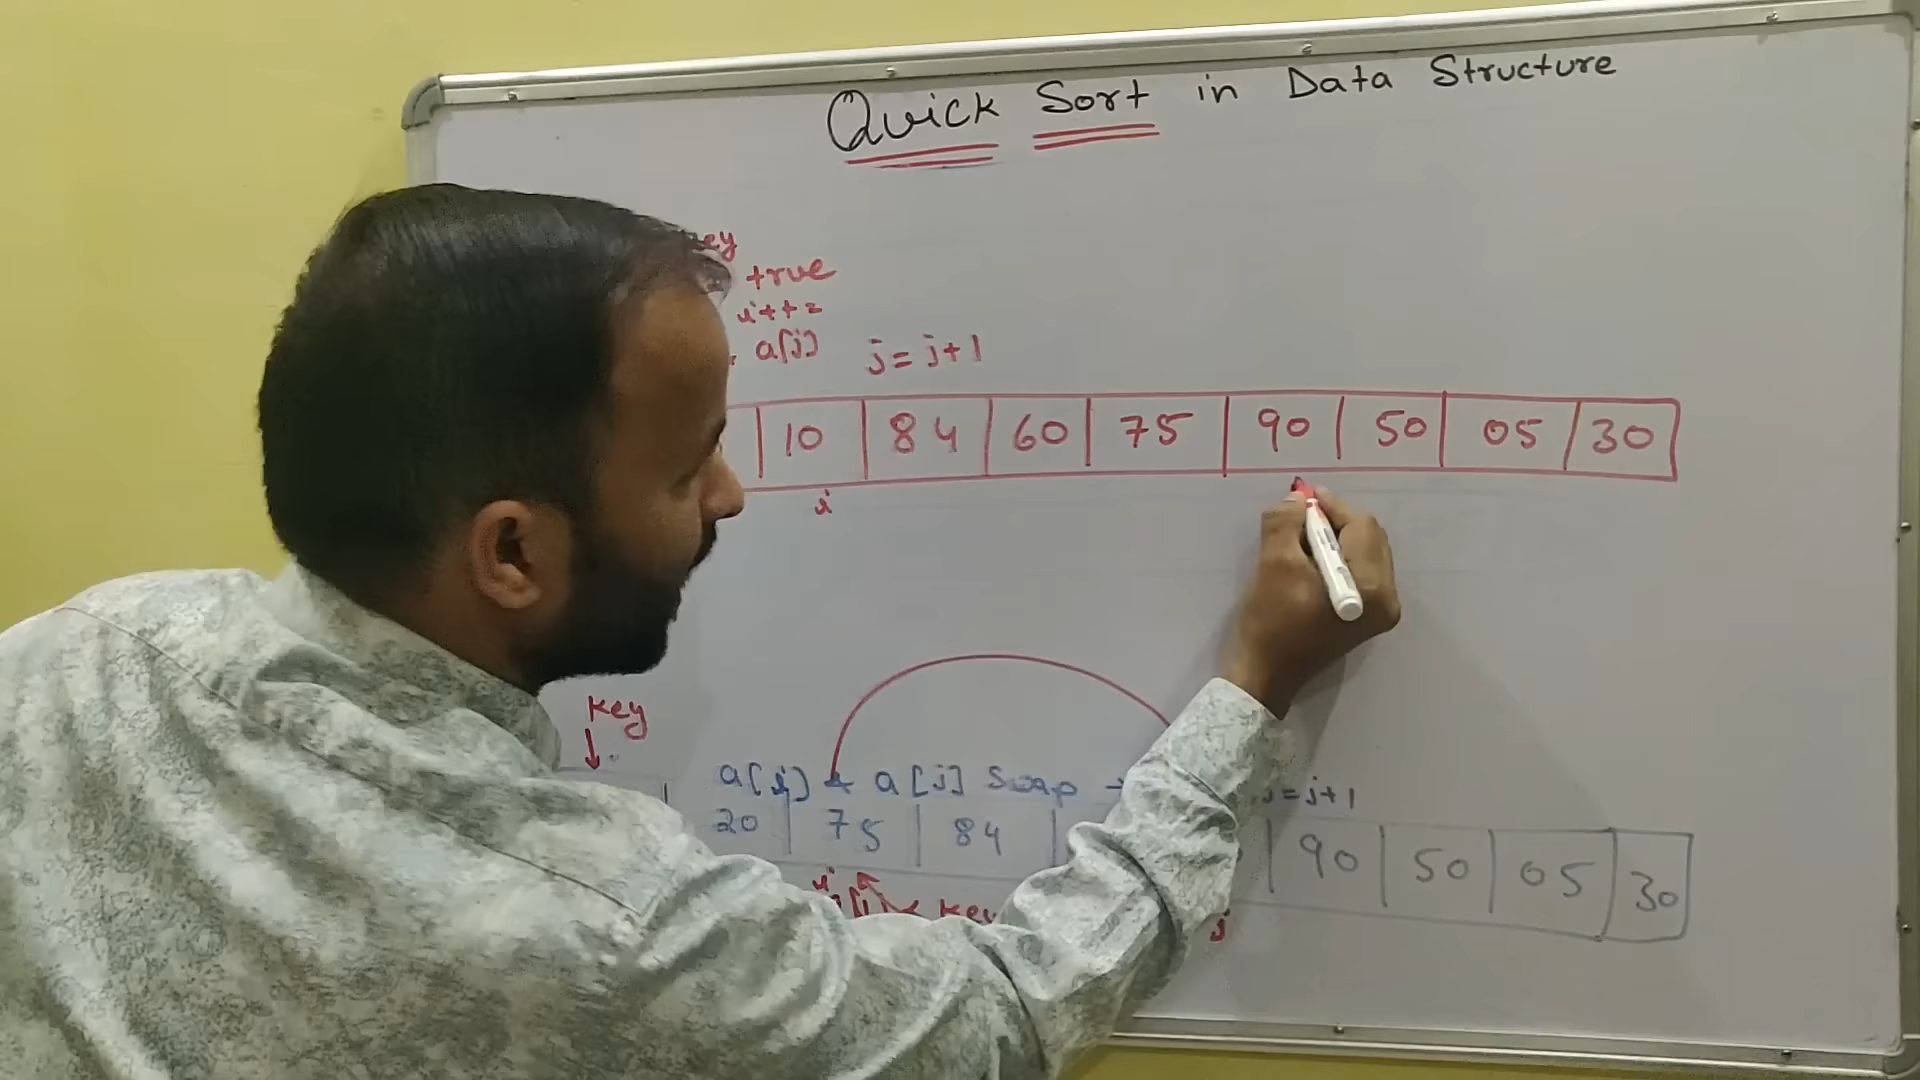 Quick Sort in Data Structure
true
i++
a[j] j = j+1
10 84 60 75 90 50 05 30
i
Key
a[i] & a[j] Swap
j=j+1
20 75 84 90 50 05 30
i
Key
j